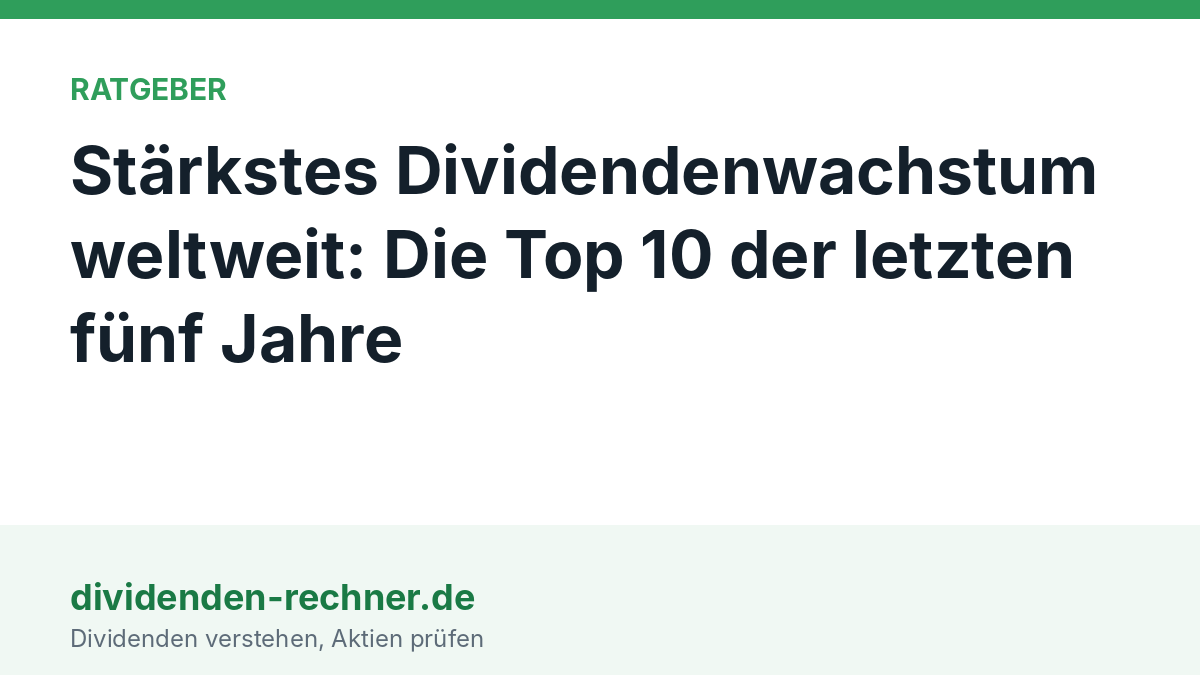 RATGEBER
Stärkstes Dividendenwachstum
weltweit: Die Top 10 der letzten
fünf Jahre
dividenden-rechner.de
Dividenden verstehen, Aktien prüfen